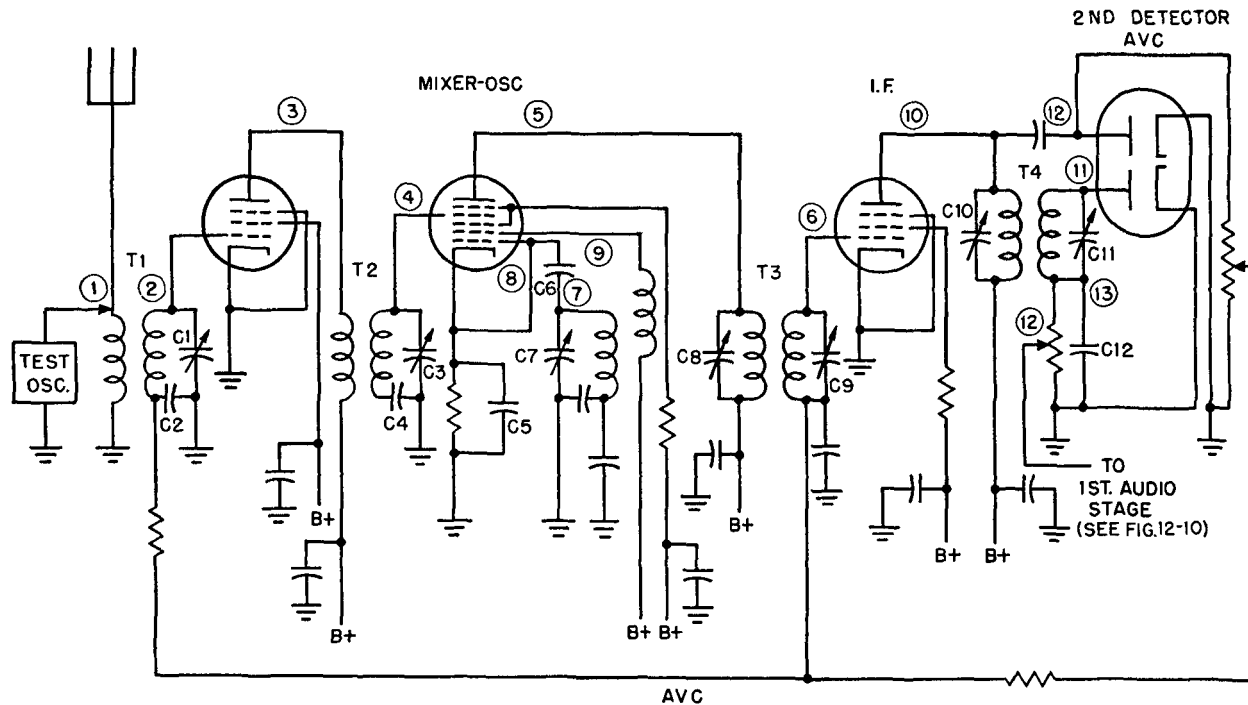 2ND DETECTOR
AVC
MIXER-OSC
I.F.
③
⑤
⑩
⑫
⑪
T4
④
⑥
C10
C11
T1
①
②
T2
⑧
⑨
C6
⑦
T3
⑬
⑫
TEST
OSC.
C1
C2
C3
C4
C5
C7
C8
C9
C12
TO
1ST. AUDIO
STAGE
(SEE FIG.12-10)
B+
B+
B+
B+
B+
B+ B+
AVC